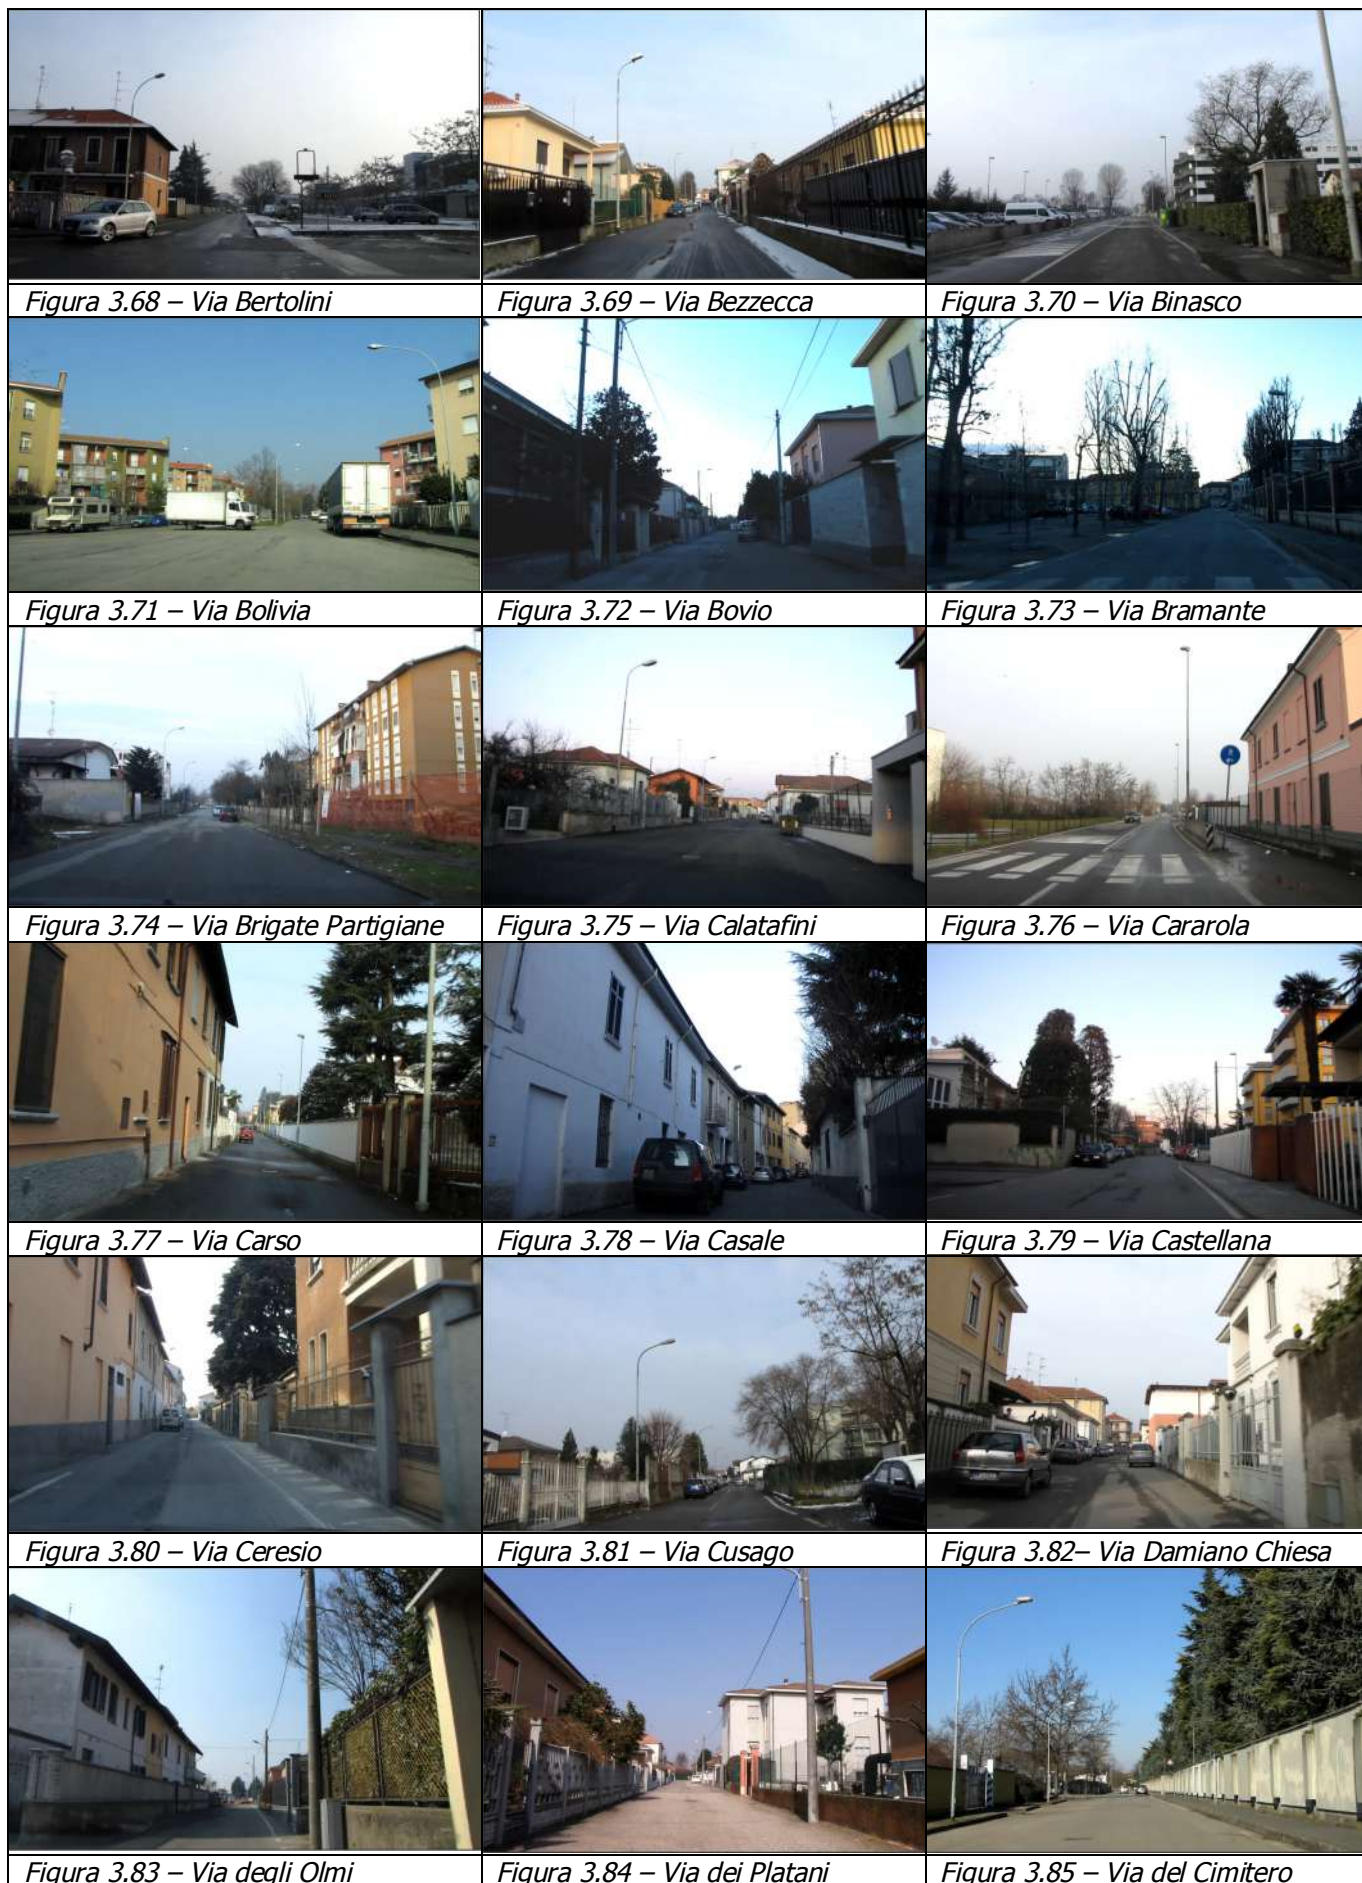 Figura 3.68 – Via Bertolini
Figura 3.69 – Via Bezzecca
Figura 3.70 – Via Binasco
Figura 3.71 – Via Bolivia
Figura 3.72 – Via Bovio
Figura 3.73 – Via Bramante
Figura 3.74 – Via Brigate Partigiane
Figura 3.75 – Via Calatafini
Figura 3.76 – Via Cararola
Figura 3.77 – Via Carso
Figura 3.78 – Via Casale
Figura 3.79 – Via Castellana
Figura 3.80 – Via Ceresio
Figura 3.81 – Via Cusago
Figura 3.82– Via Damiano Chiesa
Figura 3.83 – Via degli Olmi
Figura 3.84 – Via dei Platani
Figura 3.85 – Via del Cimitero